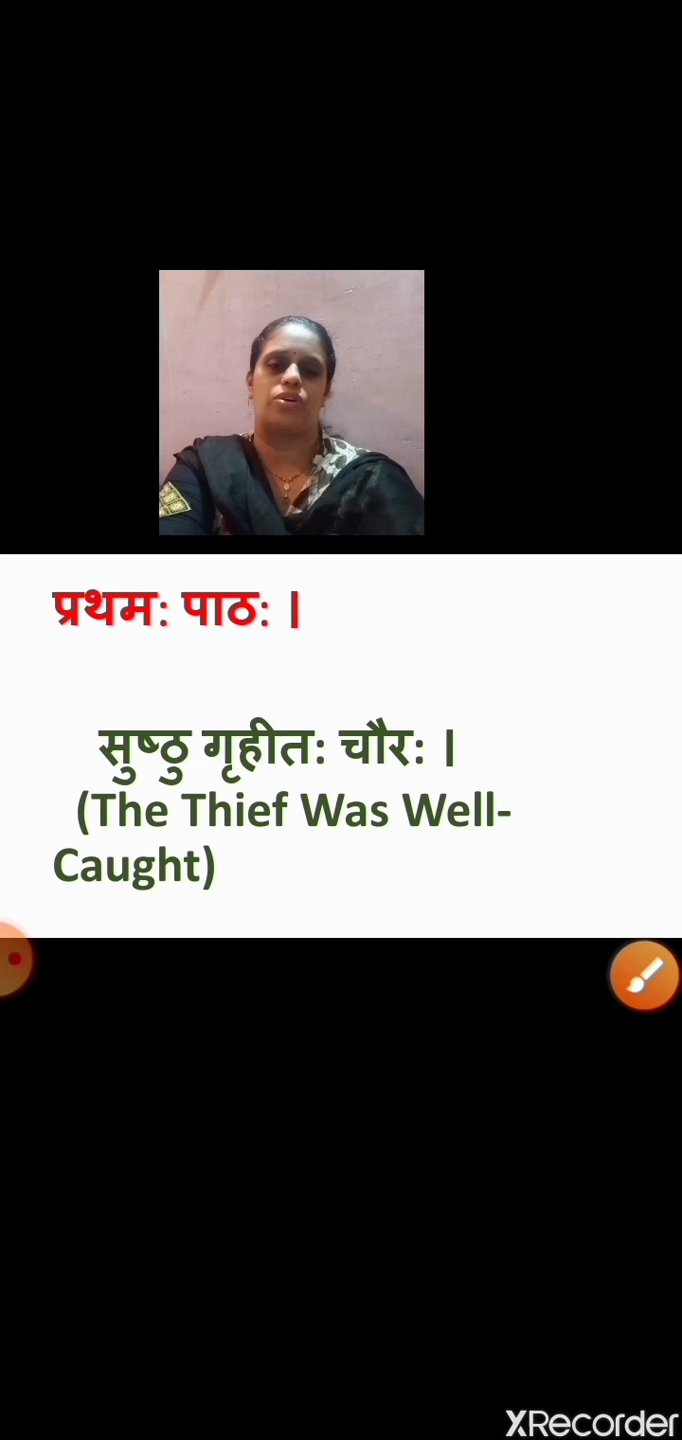 प्रथमः पाठः ।
सुष्ठु गृहीतः चौरः ।
(The Thief Was Well-
Caught)
XRecorder